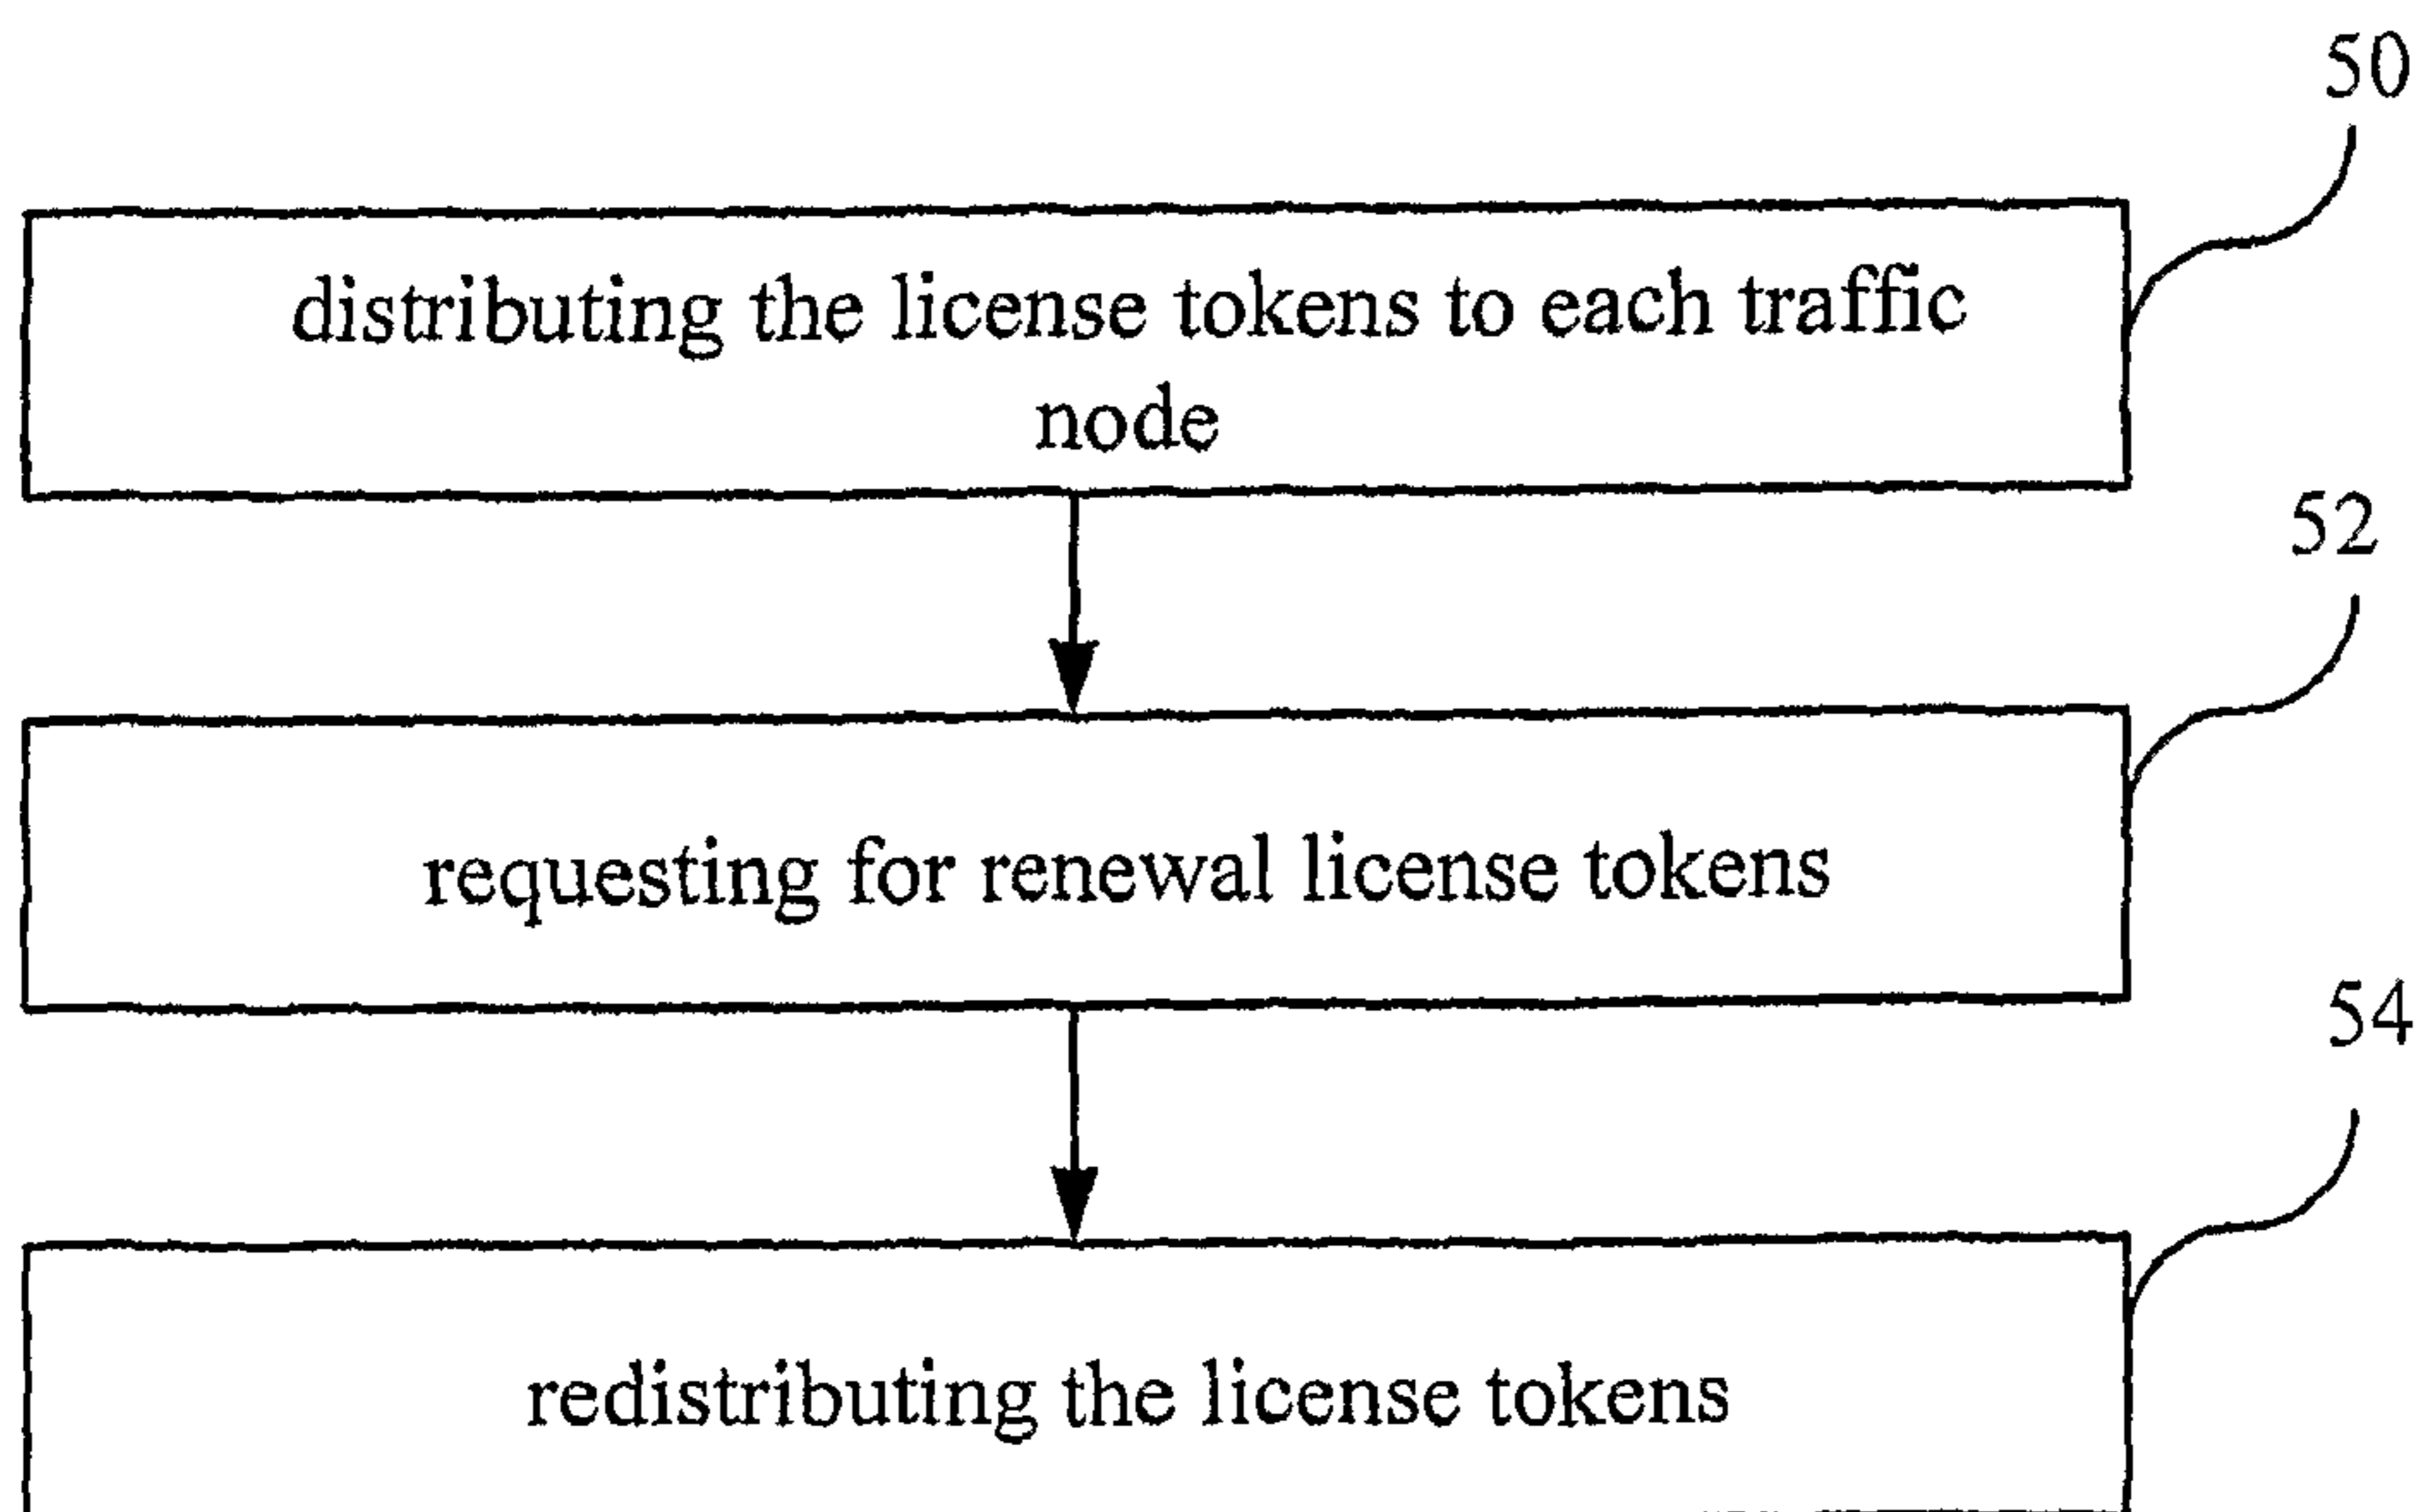 50
distributing the license tokens to each traffic
node
52
requesting for renewal license tokens
54
redistributing the license tokens